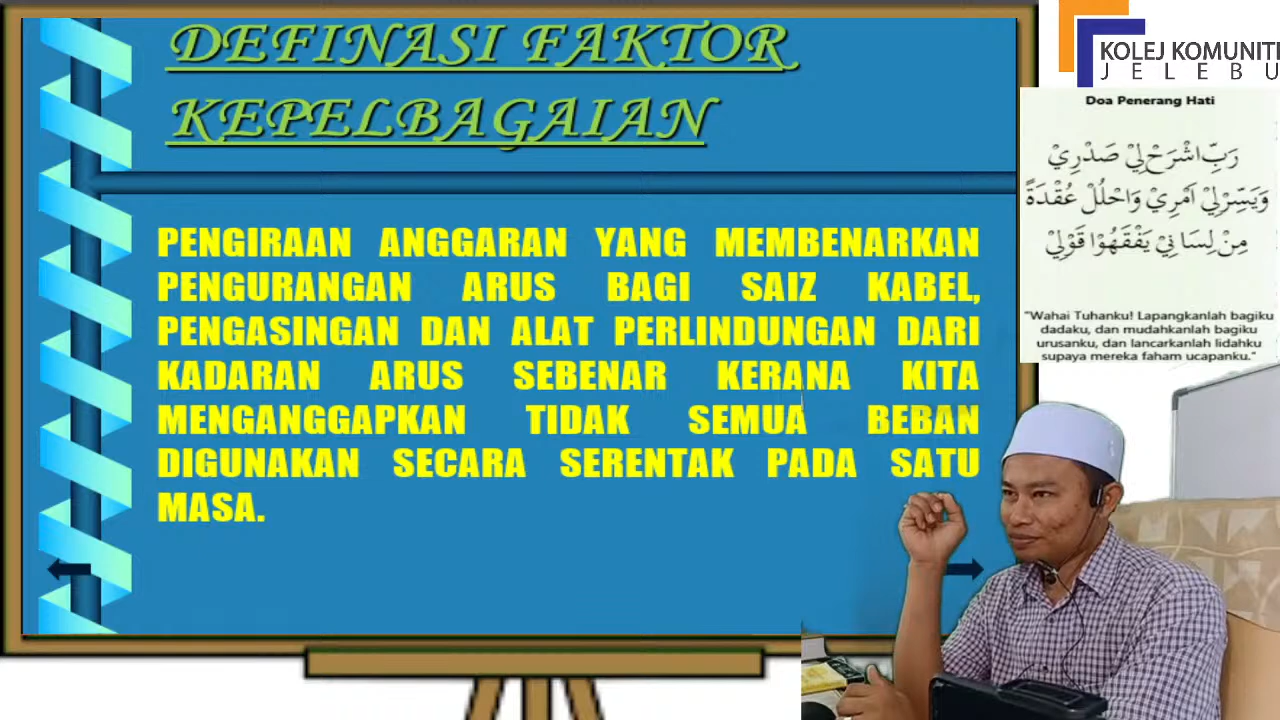 DEFINASI FAKTOR
KEPELBAGAIAN
PENGIRAAN ANGGARAN YANG MEMBENARKAN
PENGURANGAN ARUS BAGI SAIZ KABEL,
PENGASINGAN DAN ALAT PERLINDUNGAN DARI
KADARAN ARUS SEBENAR KERANA KITA
MENGANGGAPKAN TIDAK SEMUA BEBAN
DIGUNAKAN SECARA SERENTAK PADA SATU
MASA.
KOLEJ KOMUNITI
JELEBU
Doa Penerang Hati
رَبِّ اشْرَحْ لِيْ صَدْرِيْ
وَيَسِّرْ لِيْ اَمْرِيْ وَاحْلُلْ عُقْدَةً
مِنْ لِسَانِيْ يَفْقَهُوْا قَوْلِيْ
"Wahai Tuhanku! Lapangkanlah bagiku
dadaku, dan mudahkanlah bagiku
urusanku, dan lancarkanlah lidahku
supaya mereka faham ucapanku."